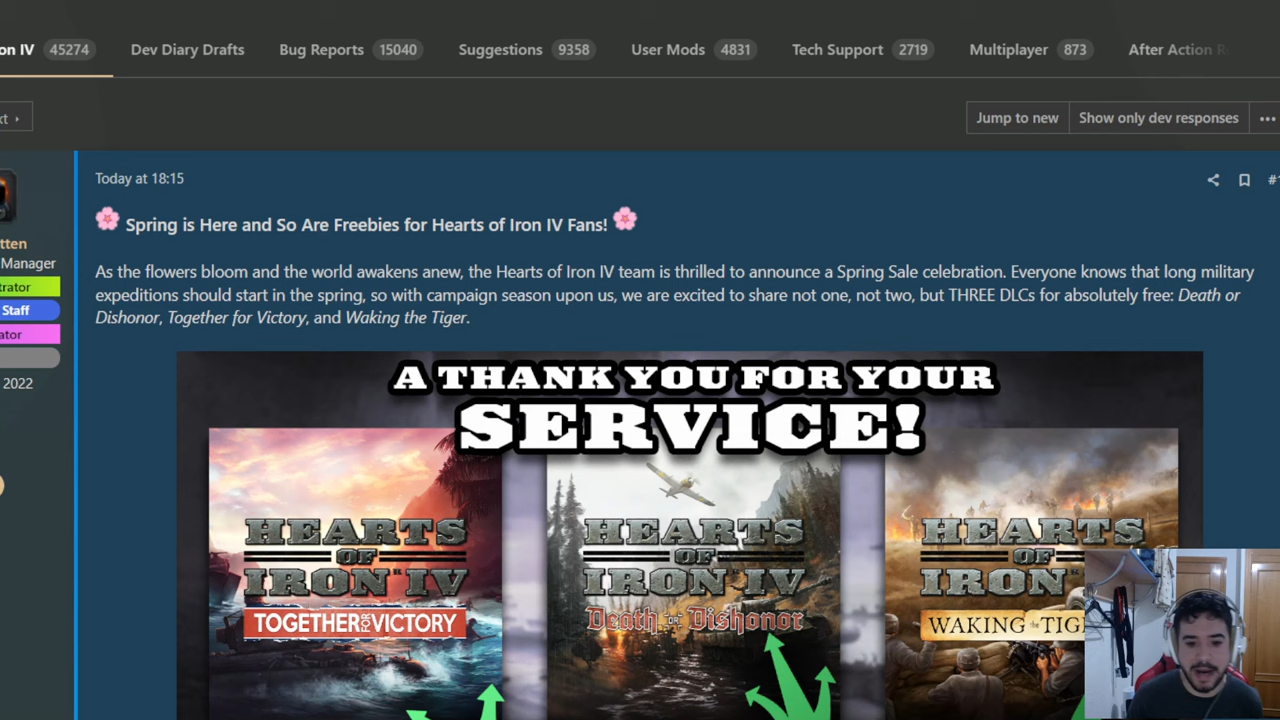 on IV 45274 Dev Diary Drafts Bug Reports 15040 Suggestions 9358 User Mods 4831 Tech Support 2719 Multiplayer 873 After Action R
xt › Jump to new Show only dev responses •••
Today at 18:15 #1
Spring is Here and So Are Freebies for Hearts of Iron IV Fans!
tten
Manager
trator
Staff
ator
2022
As the flowers bloom and the world awakens anew, the Hearts of Iron IV team is thrilled to announce a Spring Sale celebration. Everyone knows that long military
expeditions should start in the spring, so with campaign season upon us, we are excited to share not one, not two, but THREE DLCs for absolutely free: Death or
Dishonor, Together for Victory, and Waking the Tiger.
A THANK YOU FOR YOUR
SERVICE!
HEARTS
OF
IRON IV
TOGETHER FOR VICTORY
HEARTS
OF
IRON IV
Death or Dishonor
HEARTS
OF
IRON
WAKING the TIG